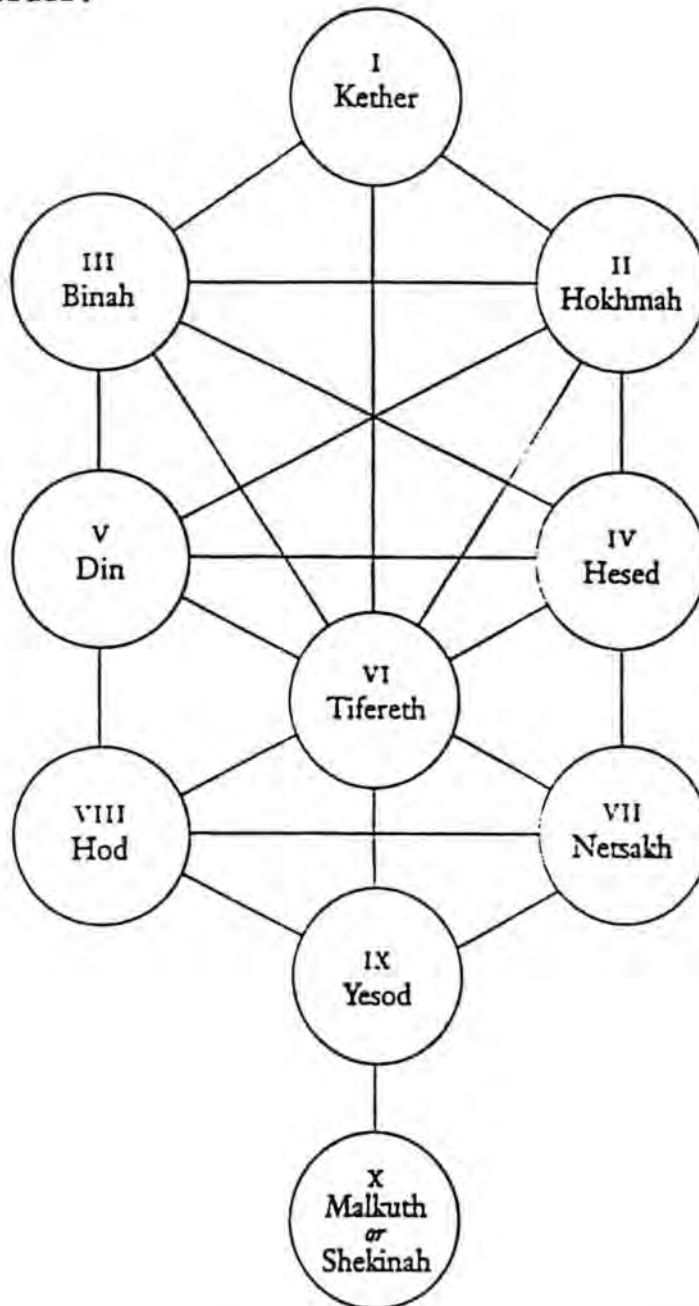 I
Kether
III
Binah
II
Hokhmah
V
Din
IV
Hesed
VI
Tifereth
VIII
Hod
VII
Netsakh
IX
Yesod
X
Malkuth
or
Shekinah